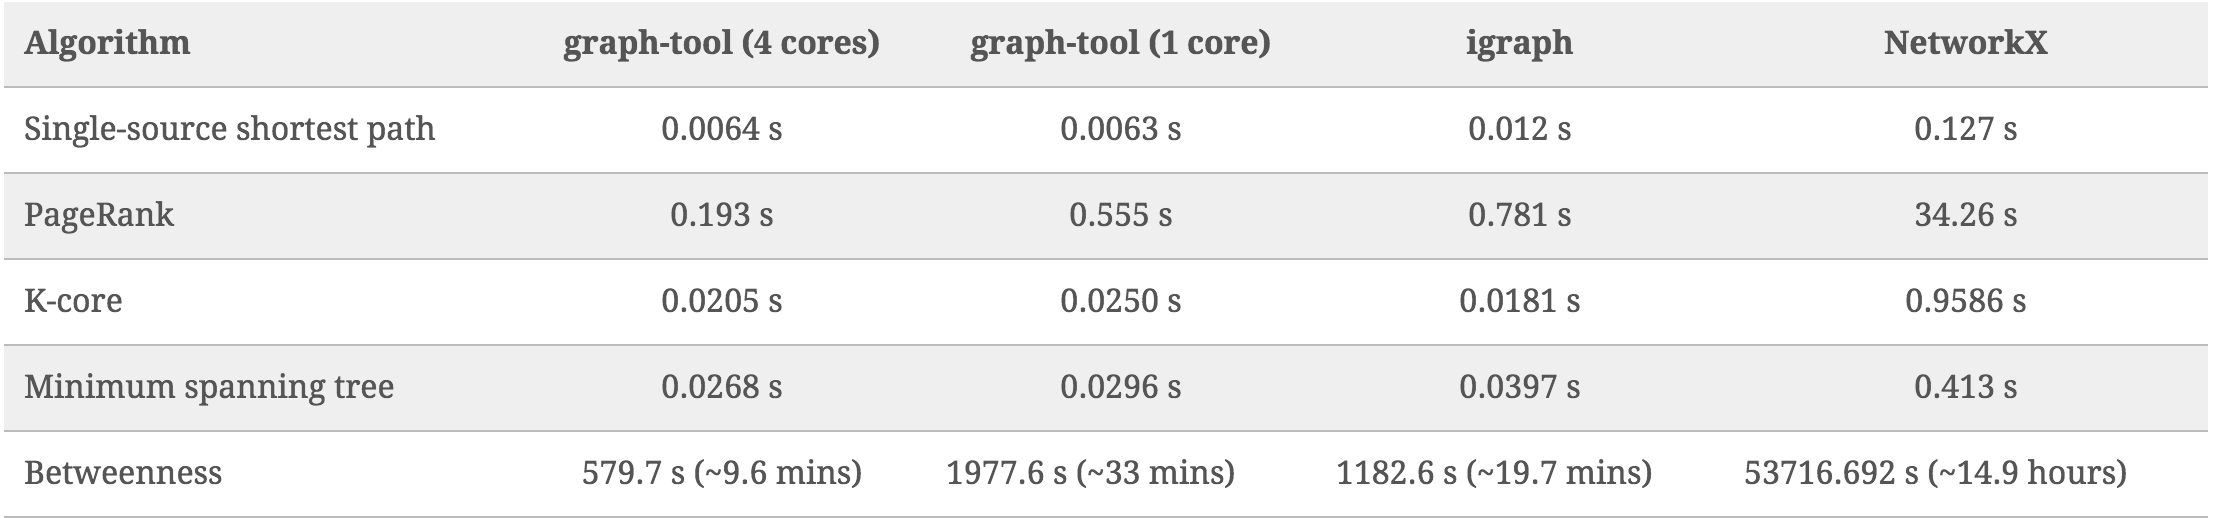 Algorithm graph-tool (4 cores) graph-tool (1 core) igraph NetworkX
Single-source shortest path 0.0064 s 0.0063 s 0.012 s 0.127 s
PageRank 0.193 s 0.555 s 0.781 s 34.26 s
K-core 0.0205 s 0.0250 s 0.0181 s 0.9586 s
Minimum spanning tree 0.0268 s 0.0296 s 0.0397 s 0.413 s
Betweenness 579.7 s (~9.6 mins) 1977.6 s (~33 mins) 1182.6 s (~19.7 mins) 53716.692 s (~14.9 hours)